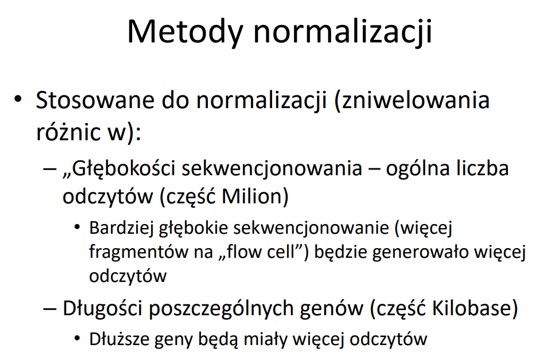 Metody normalizacji
• Stosowane do normalizacji (zniwelowania
różnic w):
– „Głębokości sekwencjonowania – ogólna liczba
odczytów (część Milion)
• Bardziej głębokie sekwencjonowanie (więcej
fragmentów na „flow cell”) będzie generowało więcej
odczytów
– Długości poszczególnych genów (część Kilobase)
• Dłuższe geny będą miały więcej odczytów